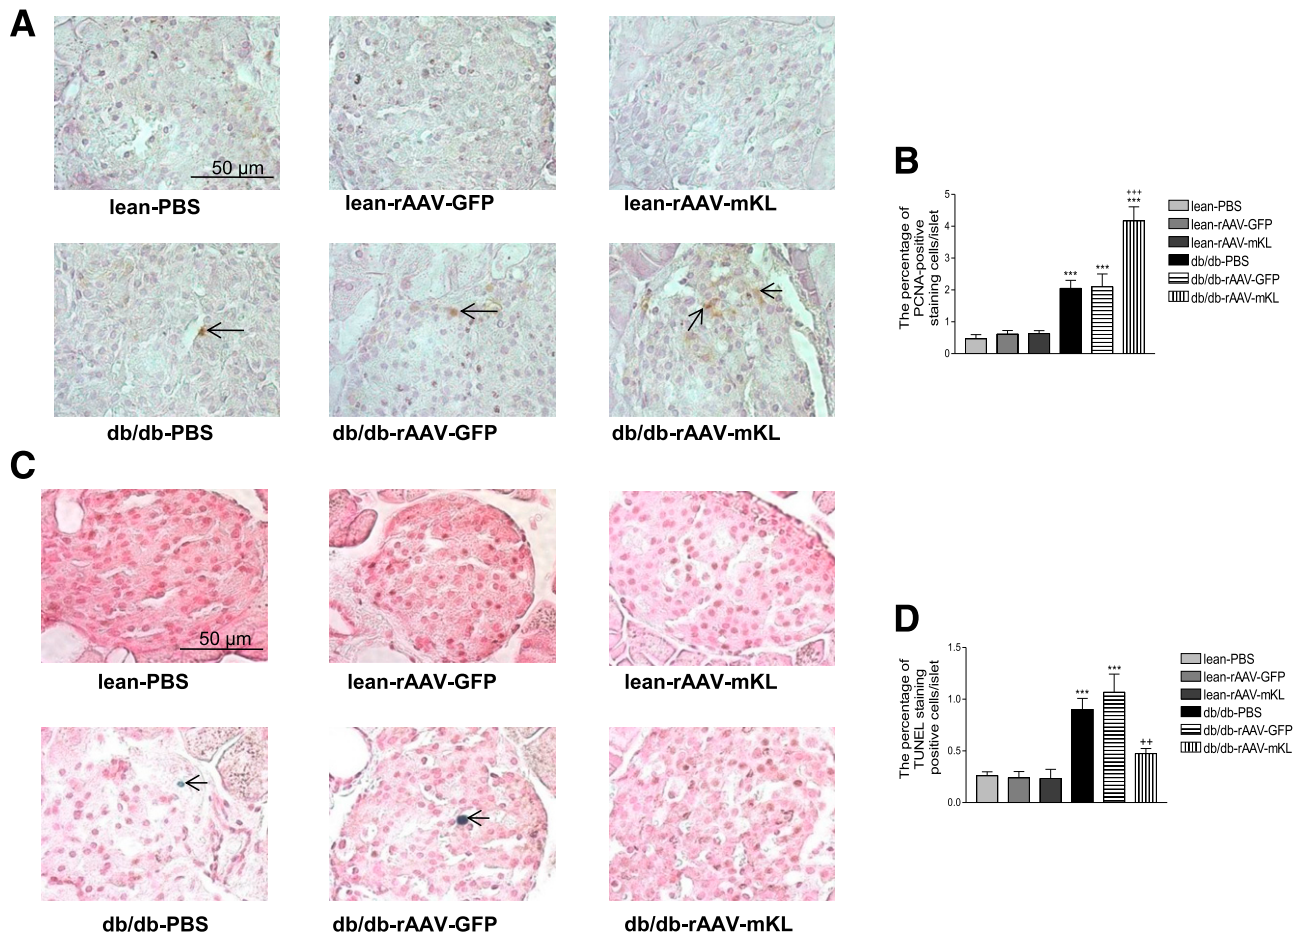 A
50 µm
lean-PBS
lean-rAAV-GFP
lean-rAAV-mKL
db/db-PBS
db/db-rAAV-GFP
db/db-rAAV-mKL
B
The percentage of
PCNA-positive
staining cells/islet
5
4
3
2
1
0
***
***
+++
***
lean-PBS
lean-rAAV-GFP
lean-rAAV-mKL
db/db-PBS
db/db-rAAV-GFP
db/db-rAAV-mKL
C
50 µm
lean-PBS
lean-rAAV-GFP
lean-rAAV-mKL
db/db-PBS
db/db-rAAV-GFP
db/db-rAAV-mKL
D
The percentage of
TUNEL staining
positive cells/islet
1.5
1.0
0.5
0.0
***
***
++
lean-PBS
lean-rAAV-GFP
lean-rAAV-mKL
db/db-PBS
db/db-rAAV-GFP
db/db-rAAV-mKL